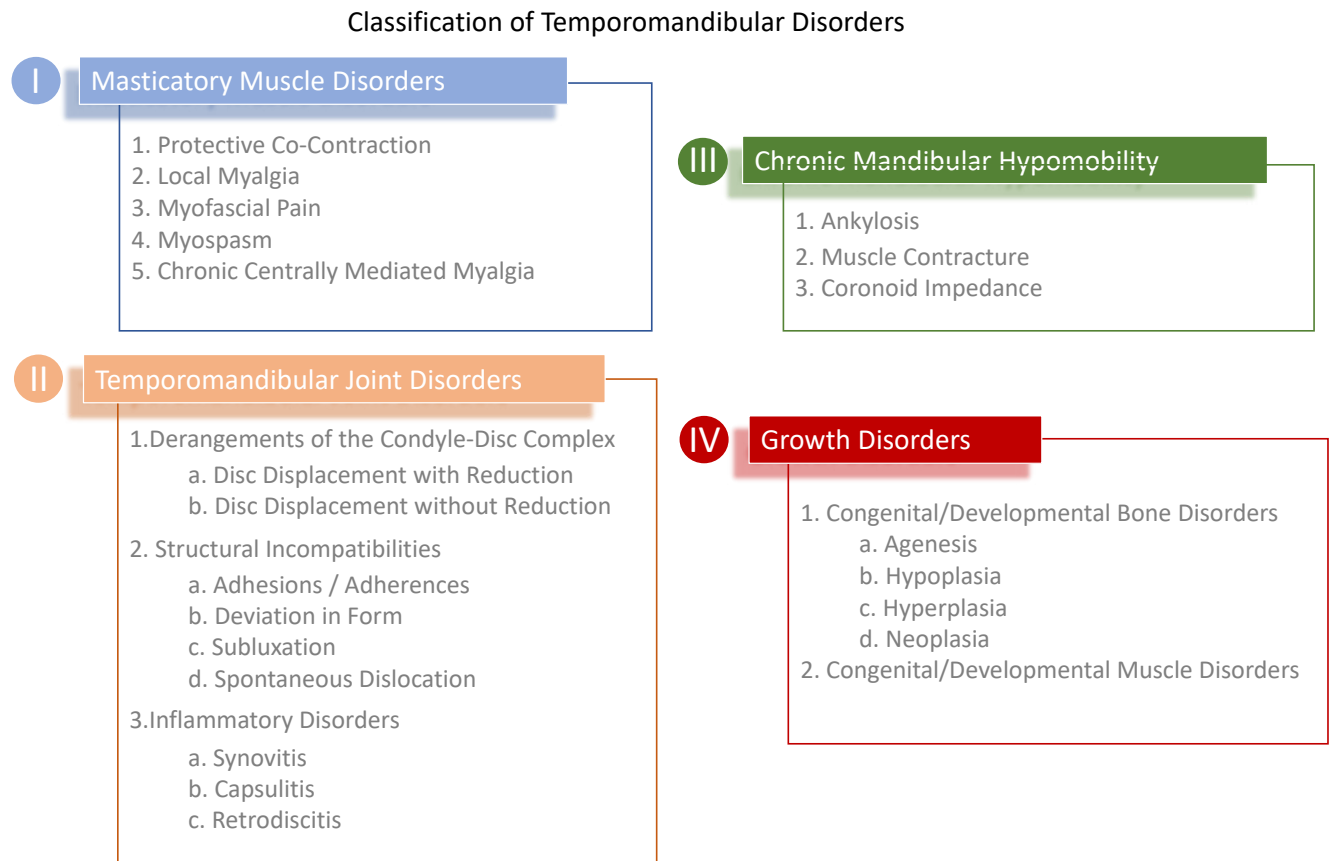 Classification of Temporomandibular Disorders
I
Masticatory Muscle Disorders
1. Protective Co-Contraction
2. Local Myalgia
3. Myofascial Pain
4. Myospasm
5. Chronic Centrally Mediated Myalgia
II
Temporomandibular Joint Disorders
1.Derangements of the Condyle-Disc Complex
a. Disc Displacement with Reduction
b. Disc Displacement without Reduction
2. Structural Incompatibilities
a. Adhesions / Adherences
b. Deviation in Form
c. Subluxation
d. Spontaneous Dislocation
3.Inflammatory Disorders
a. Synovitis
b. Capsulitis
c. Retrodiscitis
III
Chronic Mandibular Hypomobility
1. Ankylosis
2. Muscle Contracture
3. Coronoid Impedance
IV
Growth Disorders
1. Congenital/Developmental Bone Disorders
a. Agenesis
b. Hypoplasia
c. Hyperplasia
d. Neoplasia
2. Congenital/Developmental Muscle Disorders